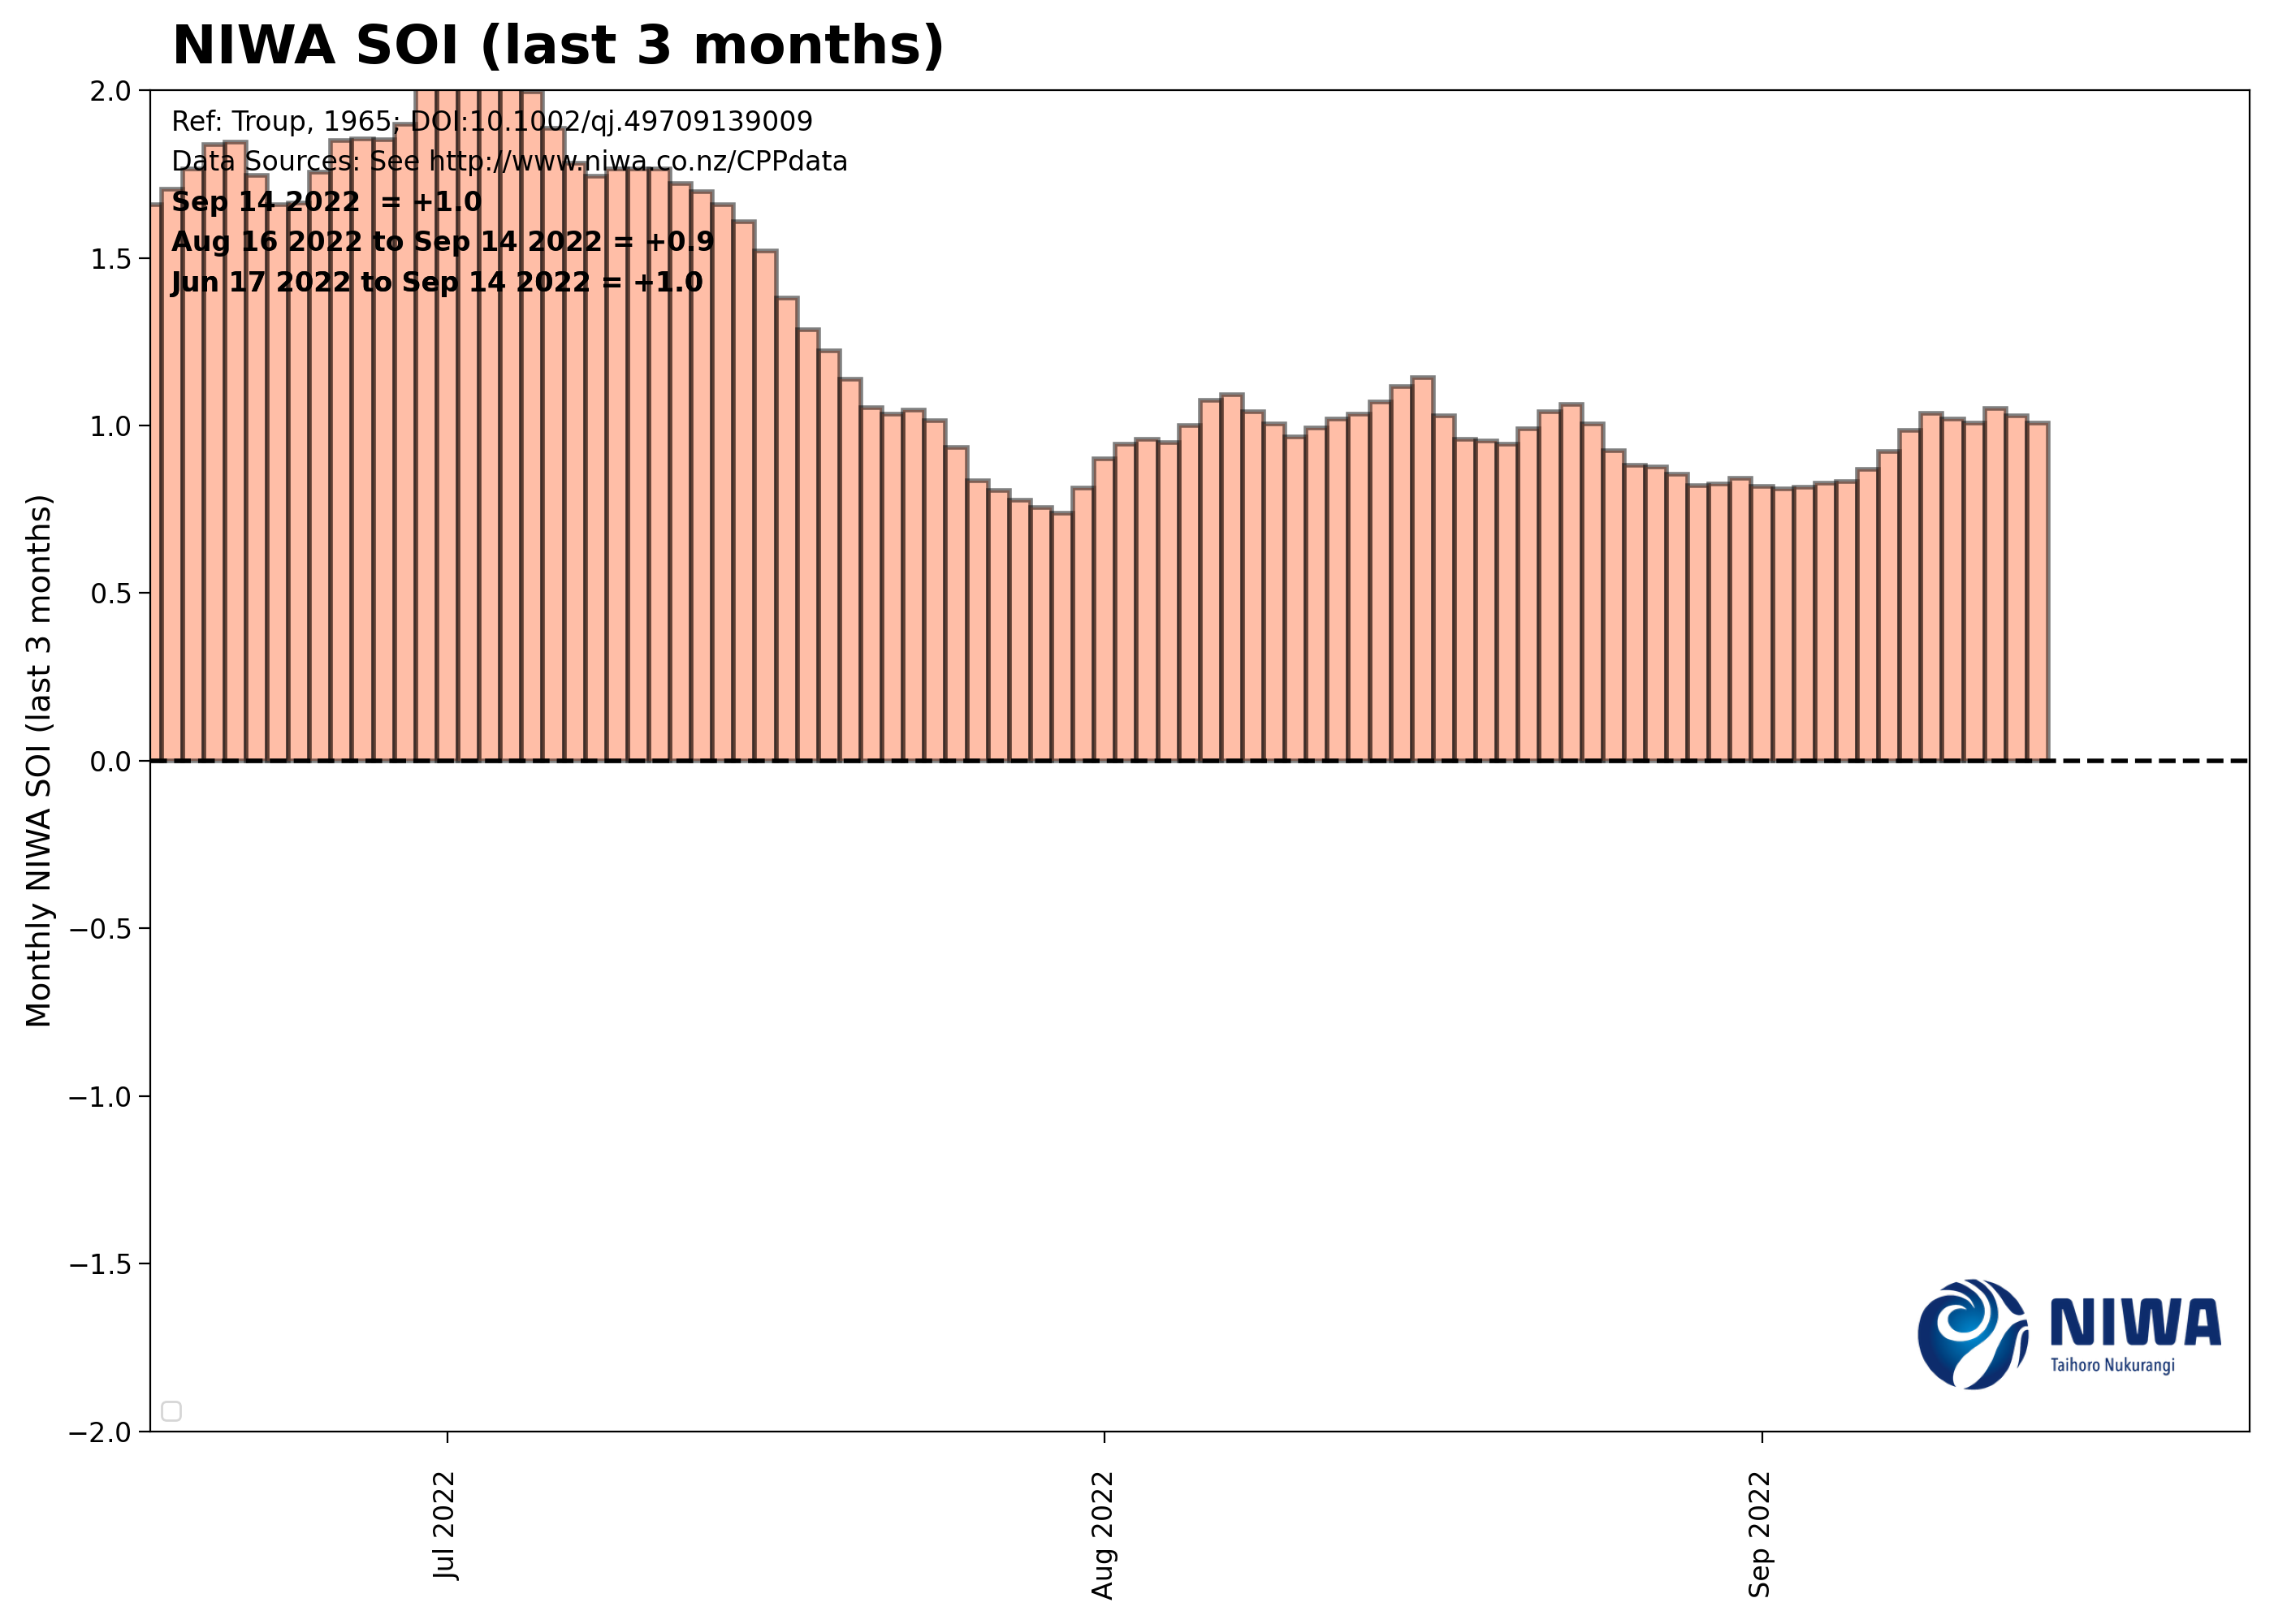 NIWA SOI (last 3 months)
Ref: Troup, 1965; DOI:10.1002/qj.49709139009
Data Sources: See http://www.niwa.co.nz/CPPdata
Sep 14 2022  = +1.0
Aug 16 2022 to Sep 14 2022 = +0.9
Jun 17 2022 to Sep 14 2022 = +1.0
Monthly NIWA SOI (last 3 months)
2.0
1.5
1.0
0.5
0.0
−0.5
−1.0
−1.5
−2.0
NIWA
Taihoro Nukurangi
Jul 2022
Aug 2022
Sep 2022